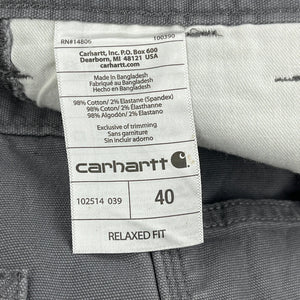 RN#14806 100390
Carhartt, Inc. P.O. Box 600
Dearborn, MI 48121 USA
carhartt.com
Made in Bangladesh
Fabriqué au Bangladesh
Hecho en Bangladesh
98% Cotton/ 2% Elastane (Spandex)
98% Coton/ 2% Élasthanne
98% Algodón/ 2% Elastano
Exclusive of trimming
Sans garniture
Sin incluir los adornos
carhartt
102514 039 40
RELAXED FIT